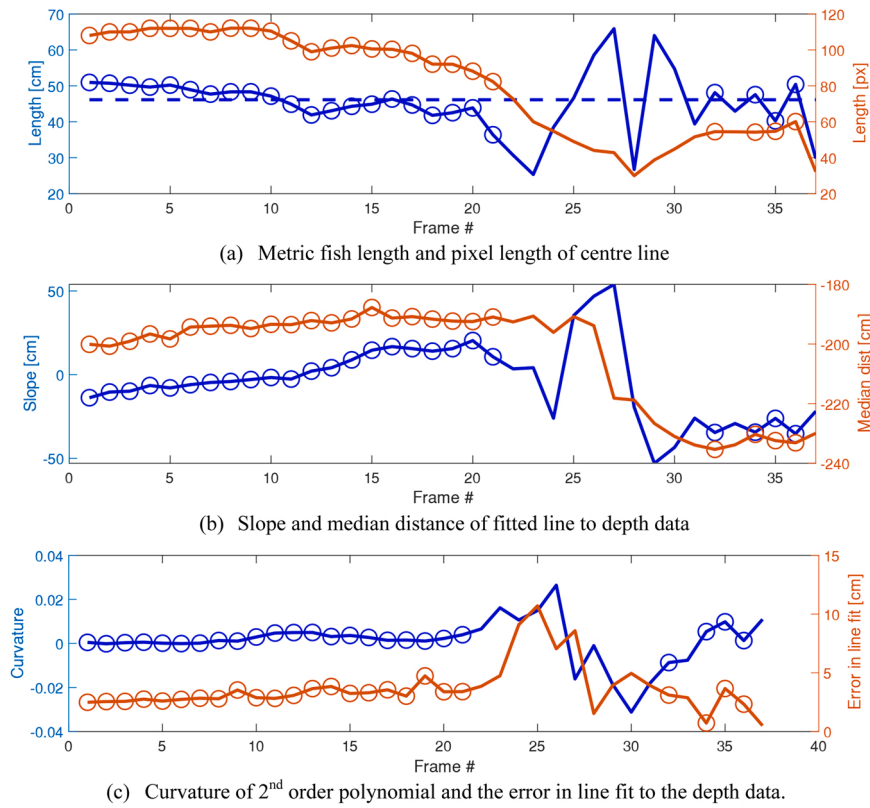 70 120
60 100
50 80
40 60
30 40
20 20
Length [cm]
Length [px]
0 5 10 15 20 25 30 35
Frame #
(a) Metric fish length and pixel length of centre line
50 -180
-200
0
-220
-50 -240
Slope [cm]
Median dist [cm]
0 5 10 15 20 25 30 35
Frame #
(b) Slope and median distance of fitted line to depth data
0.04 15
0.02 10
0
-0.02 5
-0.04 0
Curvature
Error in line fit [cm]
0 5 10 15 20 25 30 35 40
Frame #
(c) Curvature of 2nd order polynomial and the error in line fit to the depth data.